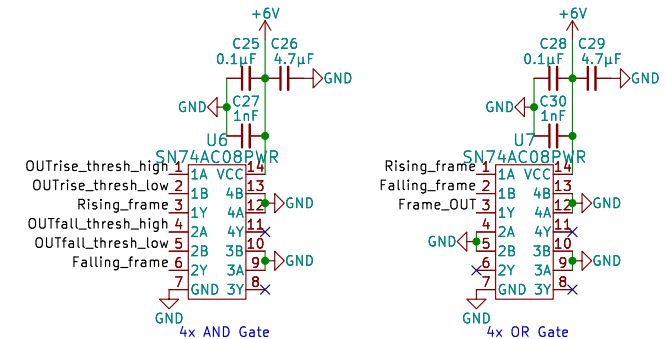 +6V
C25 C26
0.1µF 4.7µF
GND
GND
C27
1nF
U6
SN74AC08PWR
OUTrise_thresh_high 1 1A VCC 14
OUTrise_thresh_low 2 1B 4B 13
Rising_frame 3 1Y 4A 12 GND
OUTfall_thresh_high 4 2A 4Y 11
OUTfall_thresh_low 5 2B 3B 10
Falling_frame 6 2Y 3A 9 GND
7 GND 3Y 8
GND
4x AND Gate
+6V
C28 C29
0.1µF 4.7µF
GND
GND
C30
1nF
U7
SN74AC08PWR
Rising_frame 1 1A VCC 14
Falling_frame 2 1B 4B 13
Frame_OUT 3 1Y 4A 12 GND
4 2A 4Y 11
GND 5 2B 3B 10
6 2Y 3A 9 GND
7 GND 3Y 8
GND
4x OR Gate